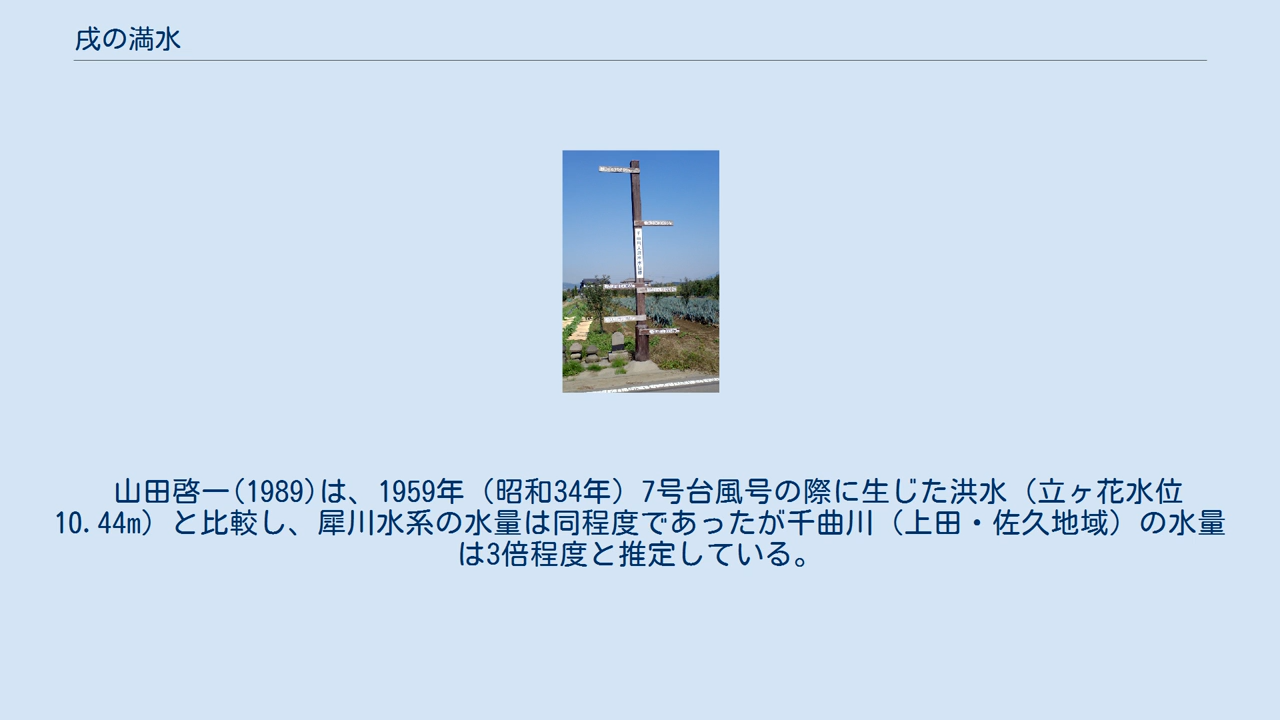 戌の満水
山田啓一(1989)は、1959年（昭和34年）7号台風号の際に生じた洪水（立ヶ花水位
10.44m）と比較し、犀川水系の水量は同程度であったが千曲川（上田・佐久地域）の水量
は3倍程度と推定している。